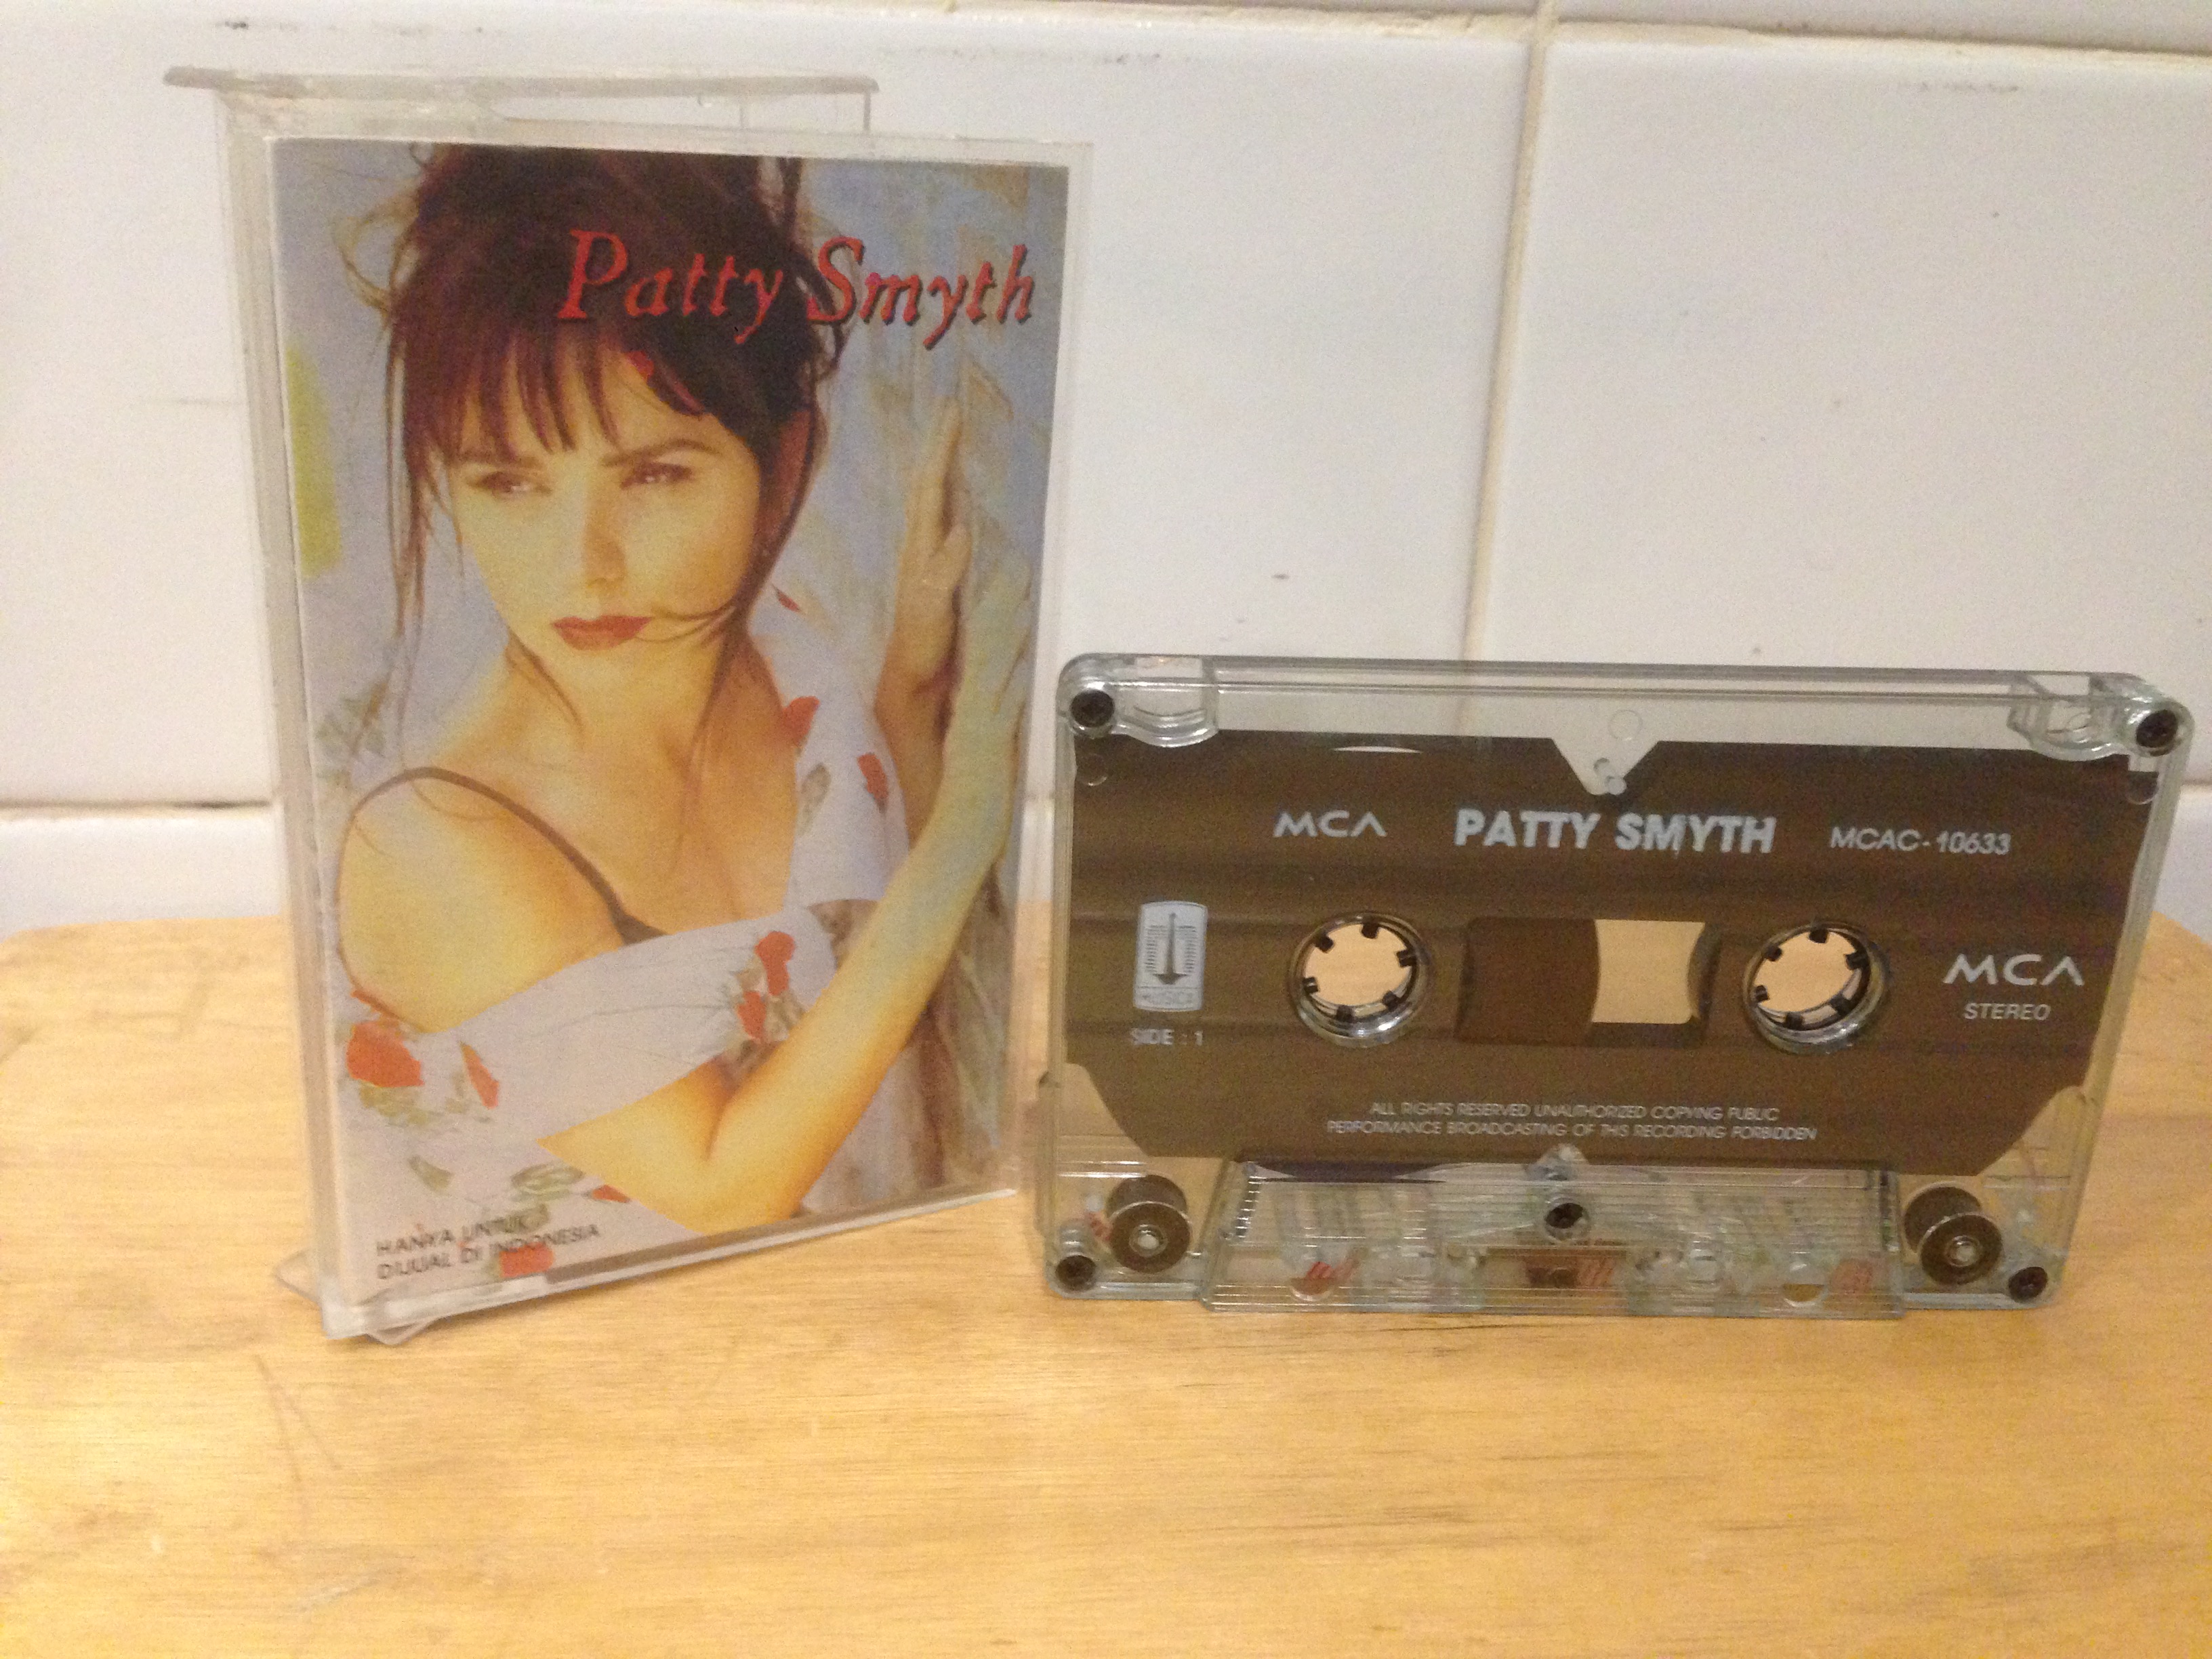 Patty Smyth
HANYA UNTUK
DIJUAL DI INDONESIA
MCA PATTY SMYTH MCAC-10633
MUSICA
SIDE : 1
MCA
STEREO
ALL RIGHTS RESERVED UNAUTHORIZED COPYING PUBLIC
PERFORMANCE BROADCASTING OF THIS RECORDING FORBIDDEN